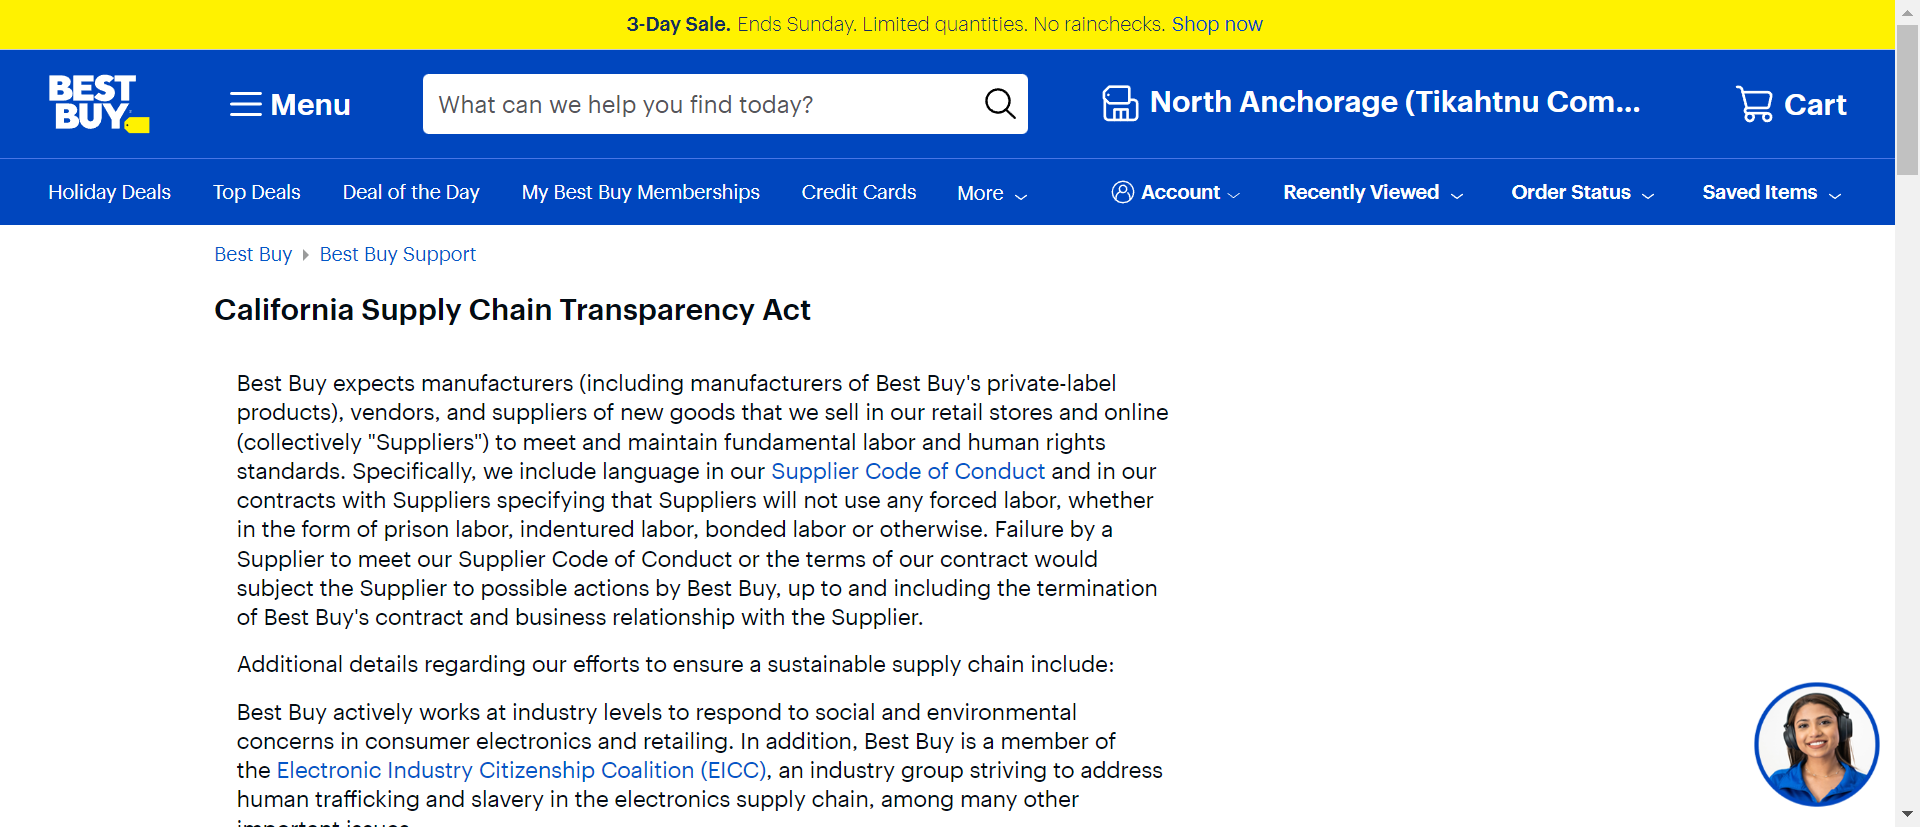 3-Day Sale. Ends Sunday. Limited quantities. No rainchecks. Shop now
BEST BUY
Menu
What can we help you find today?
North Anchorage (Tikahtnu Com...
Cart
Holiday Deals
Top Deals
Deal of the Day
My Best Buy Memberships
Credit Cards
More
Account
Recently Viewed
Order Status
Saved Items
Best Buy
Best Buy Support
California Supply Chain Transparency Act
Best Buy expects manufacturers (including manufacturers of Best Buy's private-label
products), vendors, and suppliers of new goods that we sell in our retail stores and online
(collectively "Suppliers") to meet and maintain fundamental labor and human rights
standards. Specifically, we include language in our Supplier Code of Conduct and in our
contracts with Suppliers specifying that Suppliers will not use any forced labor, whether
in the form of prison labor, indentured labor, bonded labor or otherwise. Failure by a
Supplier to meet our Supplier Code of Conduct or the terms of our contract would
subject the Supplier to possible actions by Best Buy, up to and including the termination
of Best Buy's contract and business relationship with the Supplier.
Additional details regarding our efforts to ensure a sustainable supply chain include:
Best Buy actively works at industry levels to respond to social and environmental
concerns in consumer electronics and retailing. In addition, Best Buy is a member of
the Electronic Industry Citizenship Coalition (EICC), an industry group striving to address
human trafficking and slavery in the electronics supply chain, among many other
important issues.